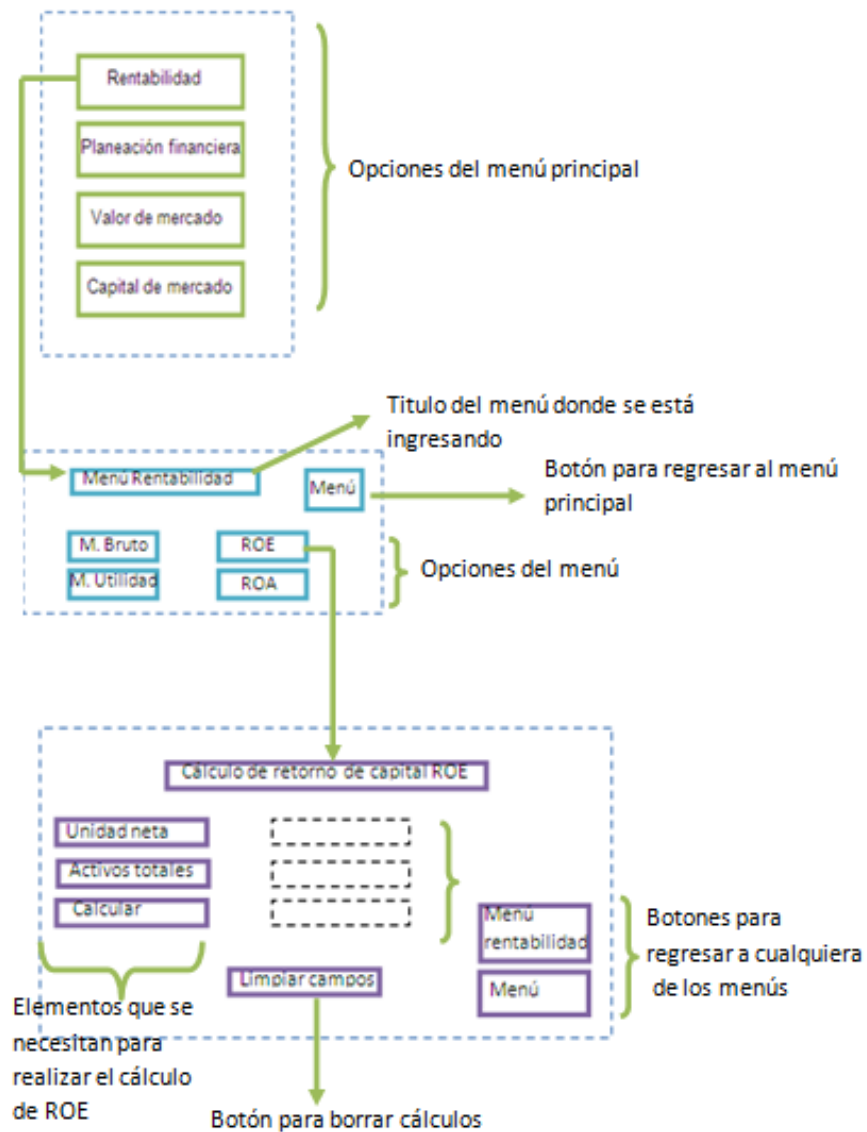 Rentabilidad
Planeación financiera
Valor de mercado
Capital de mercado
Opciones del menú principal
Titulo del menú donde se está
ingresando
Menú Rentabilidad
Menú
Botón para regresar al menú
principal
M. Bruto
ROE
M. Utilidad
ROA
Opciones del menú
Cálculo de retorno de capital ROE
Unidad neta
Activos totales
Calcular
Menú
rentabilidad
Menú
Botones para
regresar a cualquiera
de los menús
Limpiar campos
Elementos que se
necesitan para
realizar el cálculo
de ROE
Botón para borrar cálculos